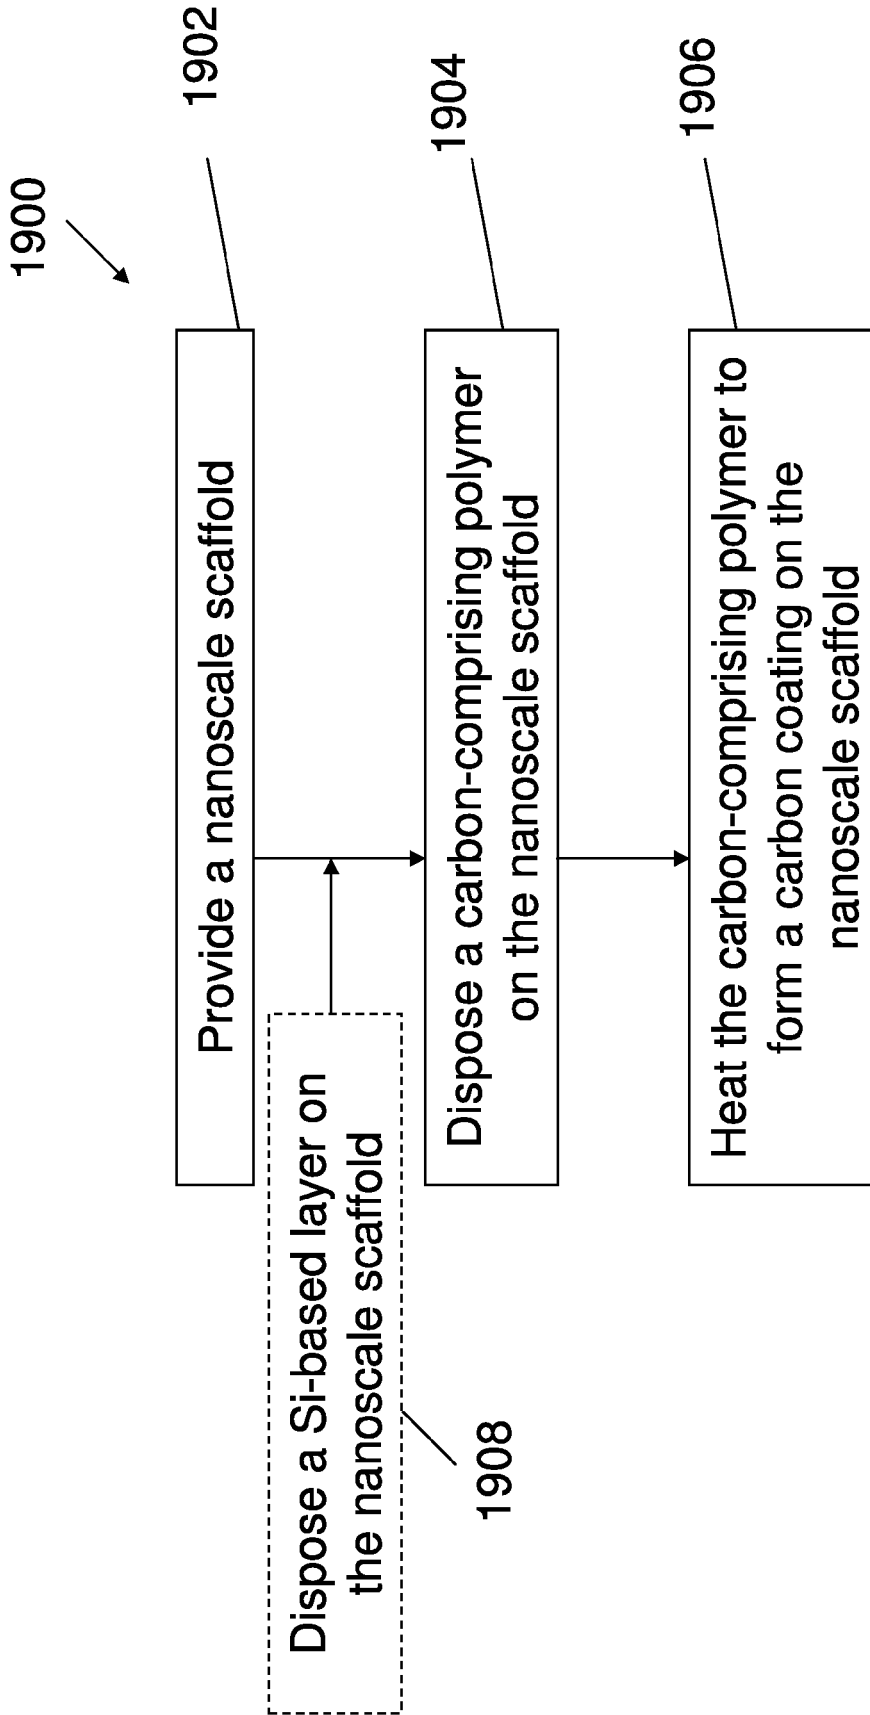 1900
Provide a nanoscale scaffold
1902
Dispose a Si-based layer on
the nanoscale scaffold
1908
Dispose a carbon-comprising polymer
on the nanoscale scaffold
1904
Heat the carbon-comprising polymer to
form a carbon coating on the
nanoscale scaffold
1906